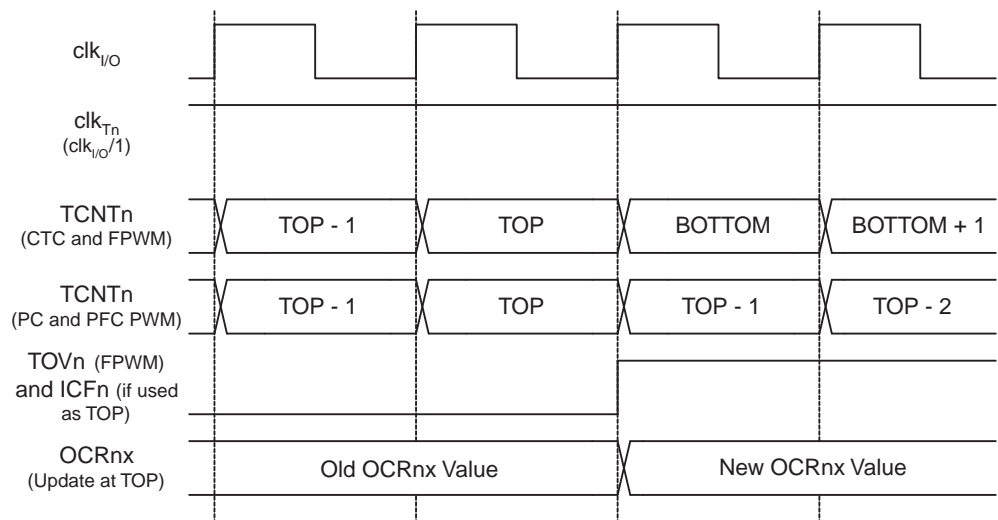 clkI/O
clkTn
(clkI/O/1)
TCNTn
(CTC and FPWM)
TOP - 1
TOP
BOTTOM
BOTTOM + 1
TCNTn
(PC and PFC PWM)
TOP - 1
TOP
TOP - 1
TOP - 2
TOVn (FPWM)
and ICFn (if used
as TOP)
OCRnx
(Update at TOP)
Old OCRnx Value
New OCRnx Value